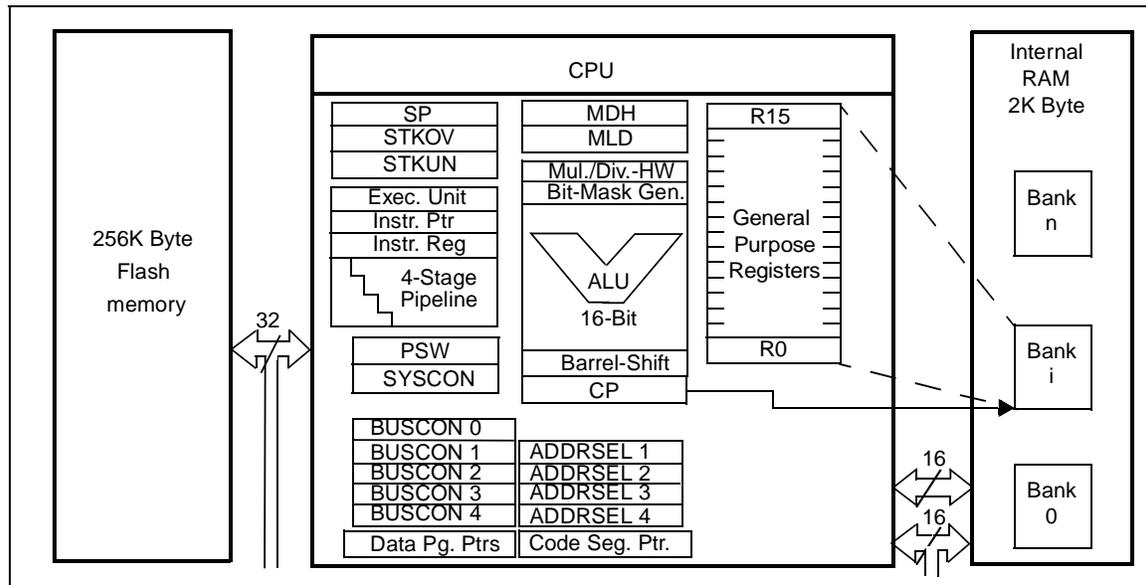 256K Byte
Flash
memory
32
CPU
SP
STKOV
STKUN
Exec. Unit
Instr. Ptr
Instr. Reg
4-Stage
Pipeline
PSW
SYSCON
BUSCON 0
BUSCON 1
BUSCON 2
BUSCON 3
BUSCON 4
Data Pg. Ptrs
MDH
MLD
Mul./Div.-HW
Bit-Mask Gen.
ALU
16-Bit
Barrel-Shift
CP
ADDRSEL 1
ADDRSEL 2
ADDRSEL 3
ADDRSEL 4
Code Seg. Ptr.
R15
General
Purpose
Registers
R0
16
16
Internal
RAM
2K Byte
Bank
n
Bank
i
Bank
0